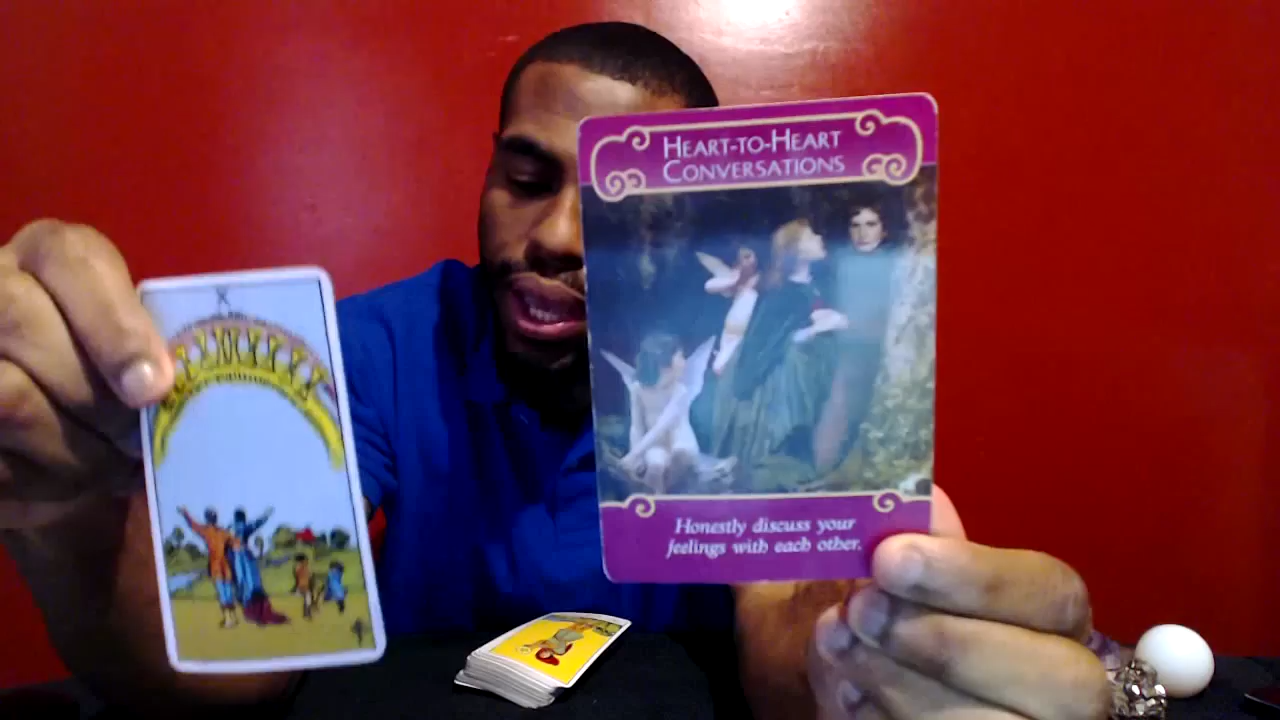 X
HEART-TO-HEART
CONVERSATIONS
Honestly discuss your
feelings with each other.